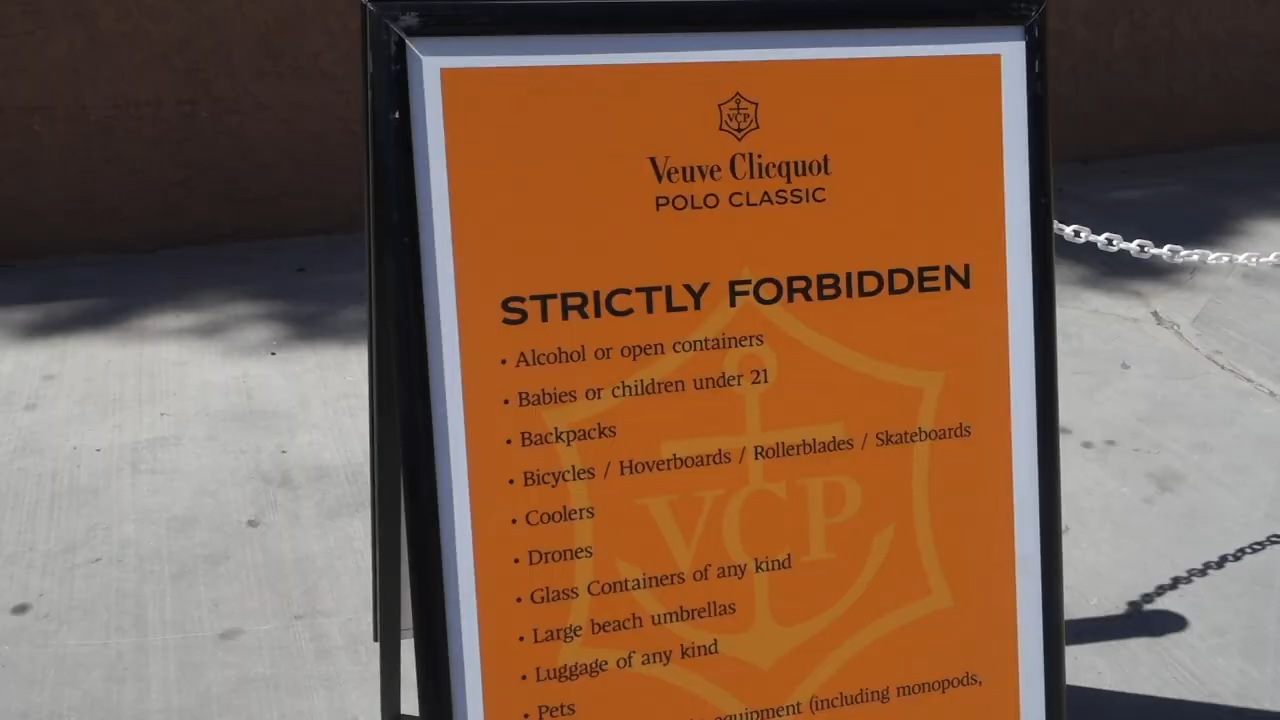 VCP
Veuve Clicquot
POLO CLASSIC
STRICTLY FORBIDDEN
• Alcohol or open containers
• Babies or children under 21
• Backpacks
• Bicycles / Hoverboards / Rollerblades / Skateboards
• Coolers
• Drones
• Glass Containers of any kind
• Large beach umbrellas
• Luggage of any kind
• Pets
equipment (including monopods,
VCP